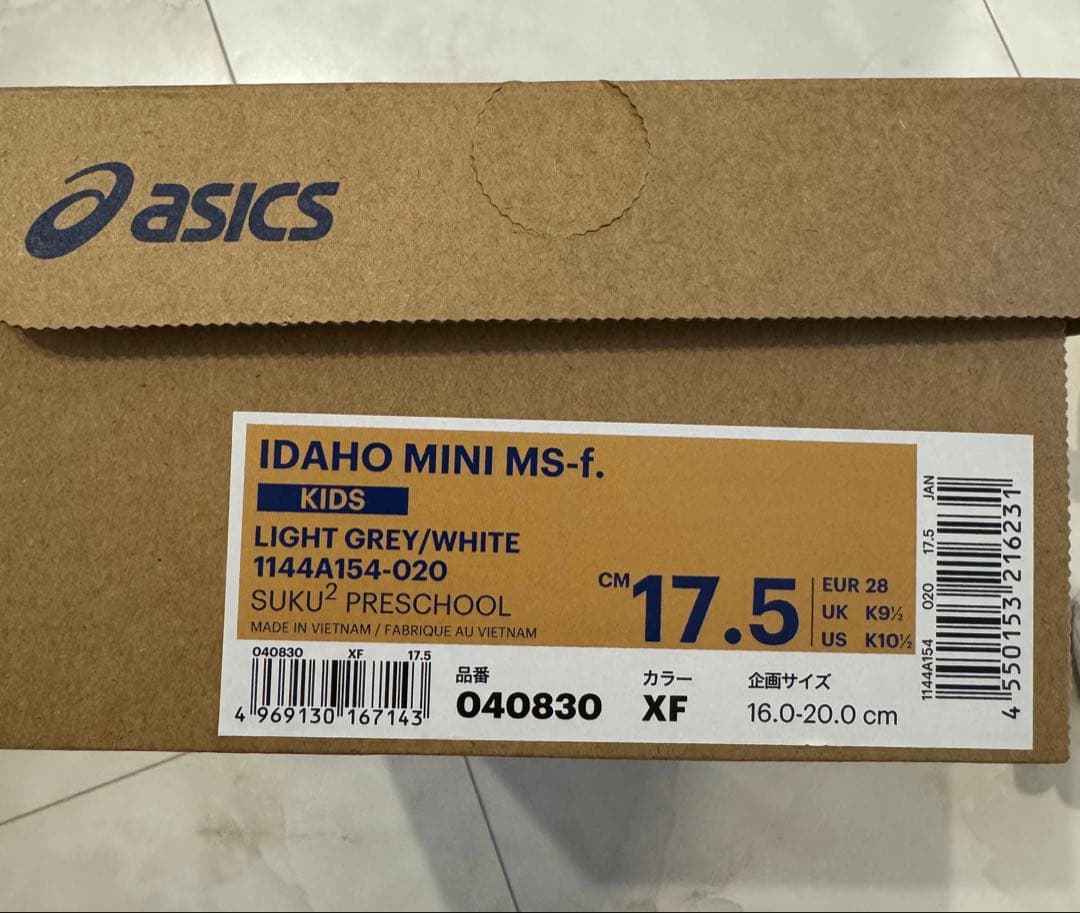 asics
IDAHO MINI MS-f.
KIDS
LIGHT GREY/WHITE
1144A154-020
SUKU2 PRESCHOOL
MADE IN VIETNAM / FABRIQUE AU VIETNAM
CM 17.5
EUR 28
UK K9½
US K10½
040830 XF 17.5
4 969130 167143
品番
040830
カラー
XF
企画サイズ
16.0-20.0 cm
1144A154 020 17.5 JAN
4 550153 216231